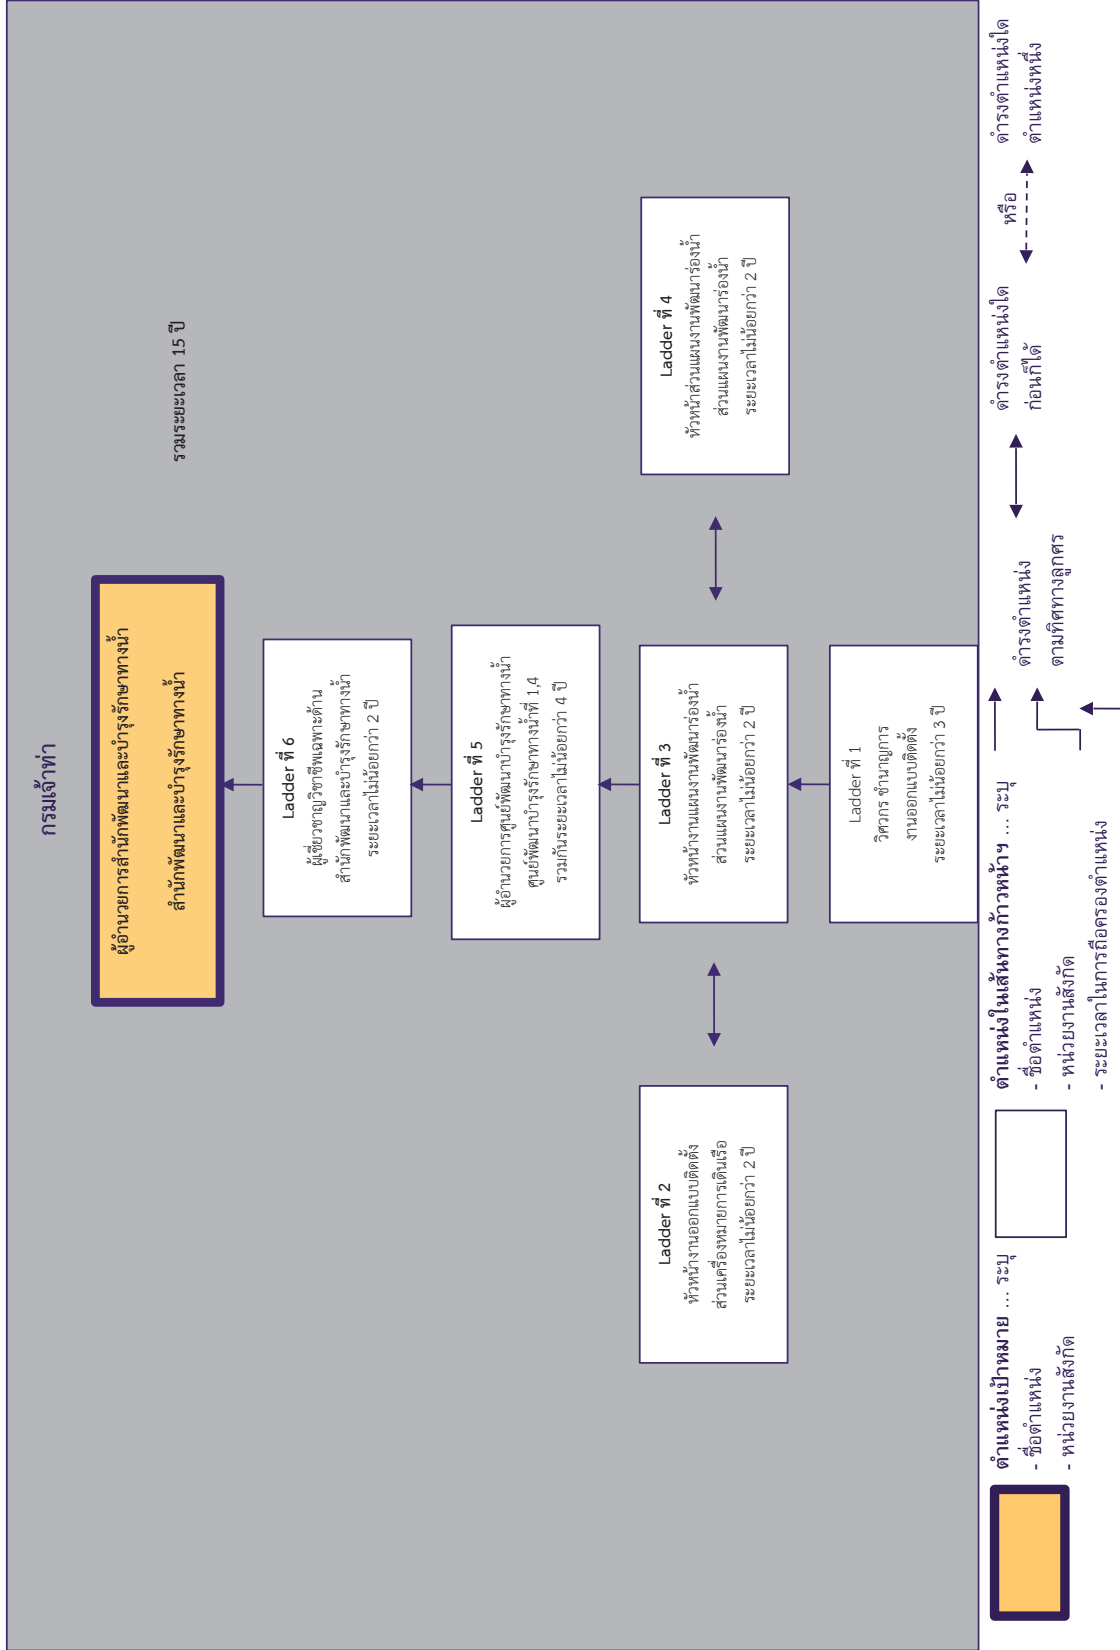 กรมเจ้าท่า
ผู้อำนวยการสำนักพัฒนาและบำรุงรักษาทางน้ำ
สำนักพัฒนาและบำรุงรักษาทางน้ำ
รวมระยะเวลา 15 ปี
Ladder ที่ 6
ผู้เชี่ยวชาญวิชาชีพเฉพาะด้าน
สำนักพัฒนาและบำรุงรักษาทางน้ำ
ระยะเวลาไม่น้อยกว่า 2 ปี
Ladder ที่ 5
ผู้อำนวยการศูนย์พัฒนาบำรุงรักษาทางน้ำ
ศูนย์พัฒนาบำรุงรักษาทางน้ำที่ 1,4
รวมกันระยะเวลาไม่น้อยกว่า 4 ปี
Ladder ที่ 2
หัวหน้างานออกแบบติดตั้ง
ส่วนเครื่องหมายการเดินเรือ
ระยะเวลาไม่น้อยกว่า 2 ปี
Ladder ที่ 3
หัวหน้างานแผนงานพัฒนาร่องน้ำ
ส่วนแผนงานพัฒนาร่องน้ำ
ระยะเวลาไม่น้อยกว่า 2 ปี
Ladder ที่ 4
หัวหน้าส่วนแผนงานพัฒนาร่องน้ำ
ส่วนแผนงานพัฒนาร่องน้ำ
ระยะเวลาไม่น้อยกว่า 2 ปี
Ladder ที่ 1
วิศวกร ชำนาญการ
งานออกแบบติดตั้ง
ระยะเวลาไม่น้อยกว่า 3 ปี
ตำแหน่งเป้าหมาย ... ระบุ
- ชื่อตำแหน่ง
- หน่วยงานสังกัด
ตำแหน่งในเส้นทางก้าวหน้าฯ ... ระบุ
- ชื่อตำแหน่ง
- หน่วยงานสังกัด
- ระยะเวลาในการถือครองตำแหน่ง
ดำรงตำแหน่ง
ตามทิศทางลูกศร
ดำรงตำแหน่งใด
ก่อนก็ได้
หรือ
ดำรงตำแหน่งใด
ตำแหน่งหนึ่ง